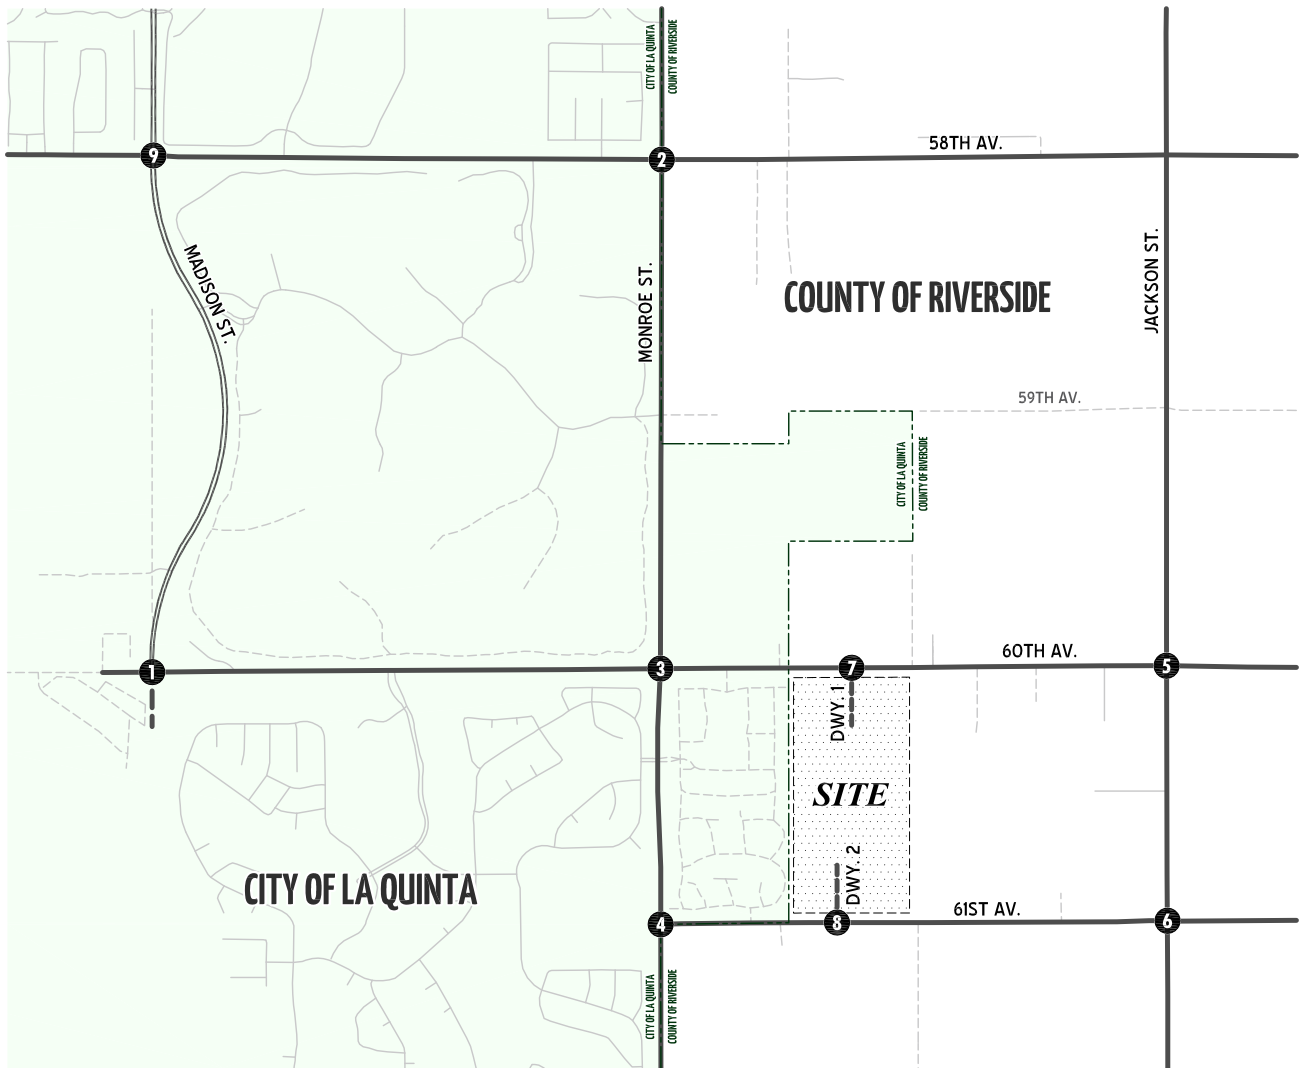 CITY OF LA QUINTA
COUNTY OF RIVERSIDE
9
2
58TH AV.
MADISON ST.
MONROE ST.
JACKSON ST.
COUNTY OF RIVERSIDE
59TH AV.
CITY OF LA QUINTA
COUNTY OF RIVERSIDE
1
3
7
60TH AV.
5
DWY. 1
SITE
DWY. 2
CITY OF LA QUINTA
4
8
61ST AV.
6
CITY OF LA QUINTA
COUNTY OF RIVERSIDE